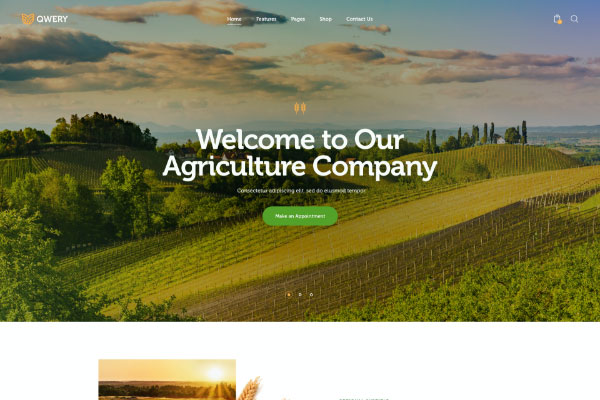 QWERY
Home Features Pages Shop Contact Us
Welcome to Our
Agriculture Company
Consectetur adipiscing elit, sed do eiusmod tempor.
Make an Appointment